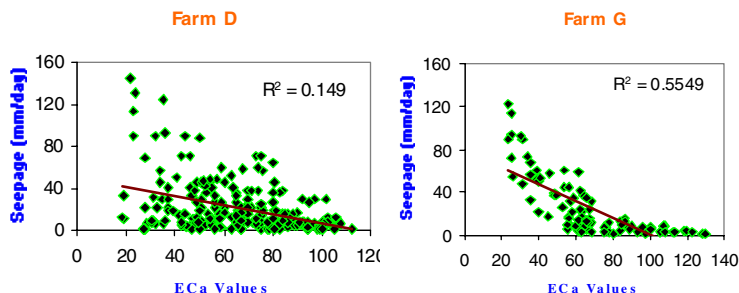 Farm D
Seepage (mm/day)
160
120
80
40
0
R² = 0.149
0 20 40 60 80 100 120
ECa Values
Farm G
Seepage (mm/day)
160
120
80
40
0
R² = 0.5549
0 20 40 60 80 100 120 140
ECa Values